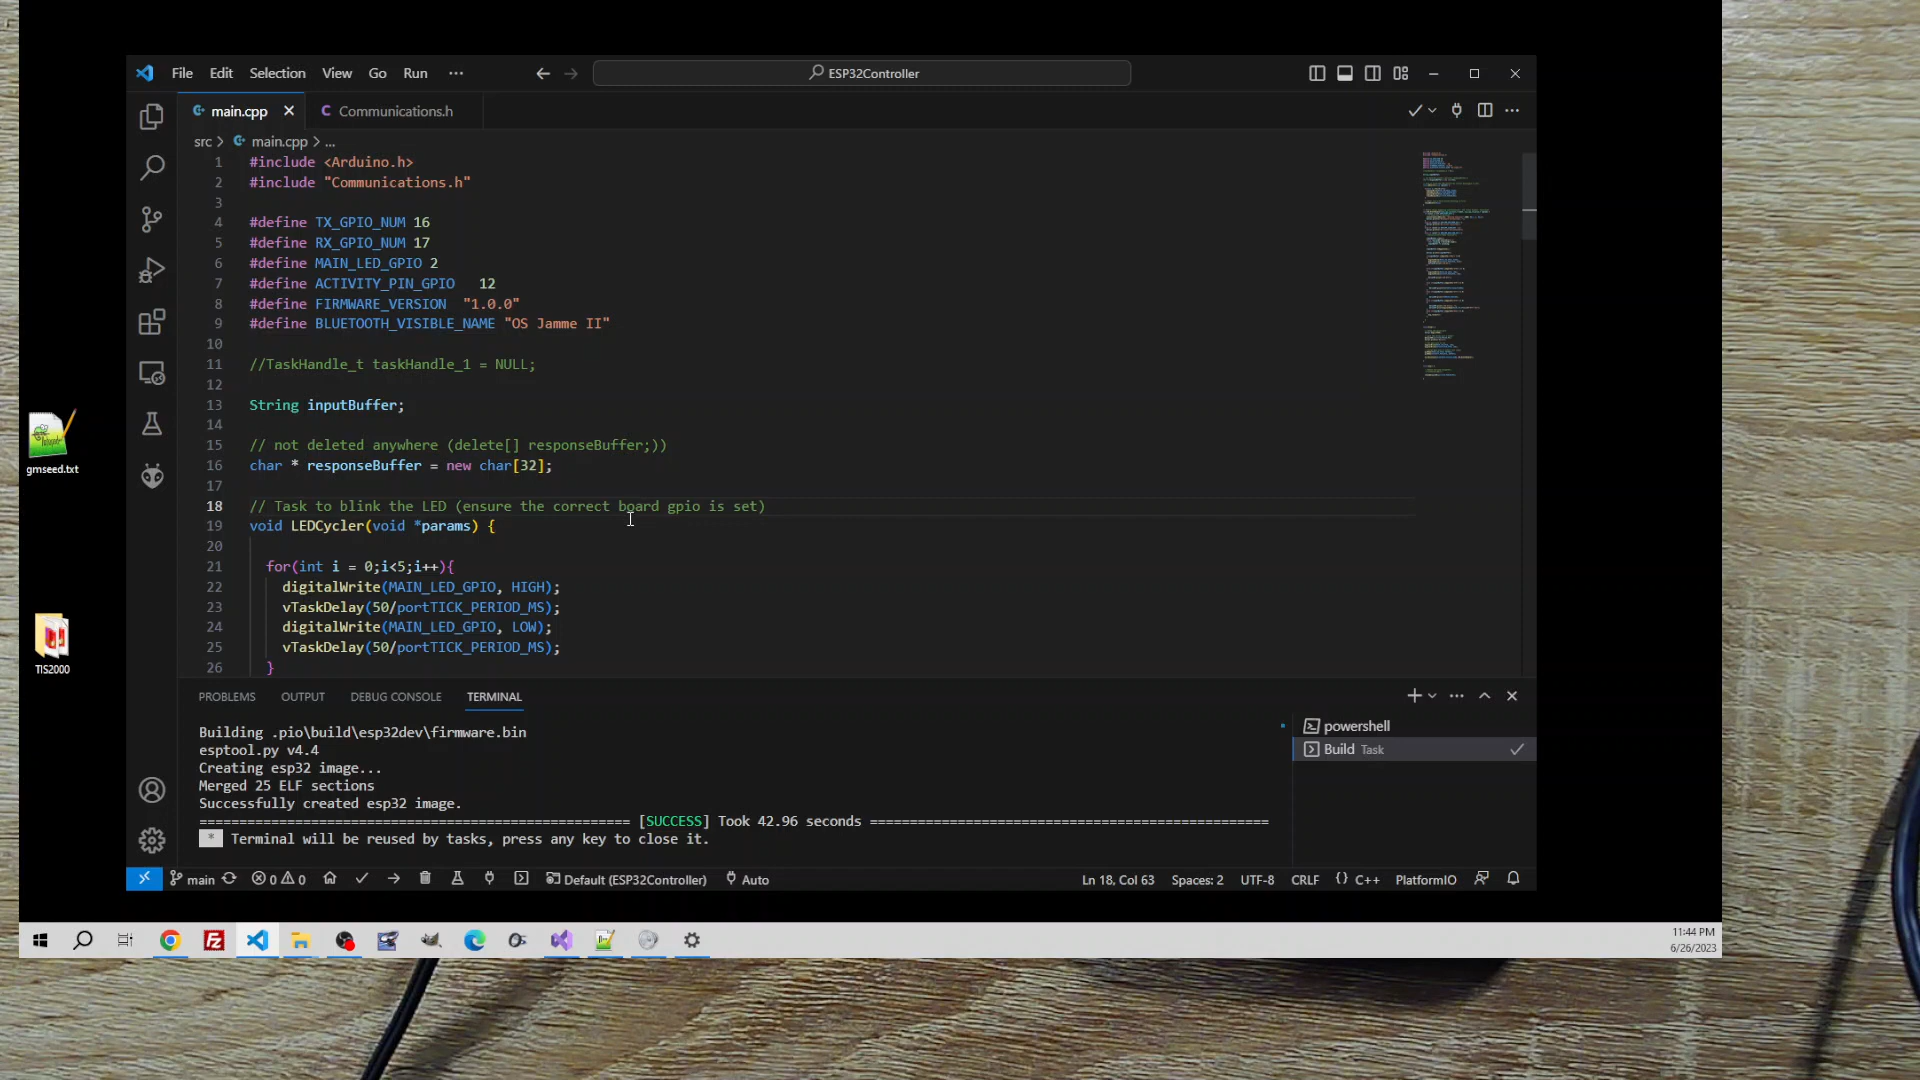 File Edit Selection View Go Run ···
ESP32Controller
main.cpp
Communications.h
src > main.cpp > ...
1 #include <Arduino.h>
2 #include "Communications.h"
3
4 #define TX_GPIO_NUM 16
5 #define RX_GPIO_NUM 17
6 #define MAIN_LED_GPIO 2
7 #define ACTIVITY_PIN_GPIO   12
8 #define FIRMWARE_VERSION  "1.0.0"
9 #define BLUETOOTH_VISIBLE_NAME "OS Jamme II"
10
11 //TaskHandle_t taskHandle_1 = NULL;
12
13 String inputBuffer;
14
15 // not deleted anywhere (delete[] responseBuffer;))
16 char * responseBuffer = new char[32];
17
18 // Task to blink the LED (ensure the correct board gpio is set)
19 void LEDCycler(void *params) {
20
21 for(int i = 0;i<5;i++){
22 digitalWrite(MAIN_LED_GPIO, HIGH);
23 vTaskDelay(50/portTICK_PERIOD_MS);
24 digitalWrite(MAIN_LED_GPIO, LOW);
25 vTaskDelay(50/portTICK_PERIOD_MS);
26 }
gmseed.txt
TIS2000
PROBLEMS OUTPUT DEBUG CONSOLE TERMINAL
Building .pio\build\esp32dev\firmware.bin
esptool.py v4.4
Creating esp32 image...
Merged 25 ELF sections
Successfully created esp32 image.
====================================================== [SUCCESS] Took 42.96 seconds ==================================================
* Terminal will be reused by tasks, press any key to close it.
powershell
Build Task
main 0 0 Default (ESP32Controller) Auto Ln 18, Col 63 Spaces: 2 UTF-8 CRLF {} C++ PlatformIO
11:44 PM
6/26/2023